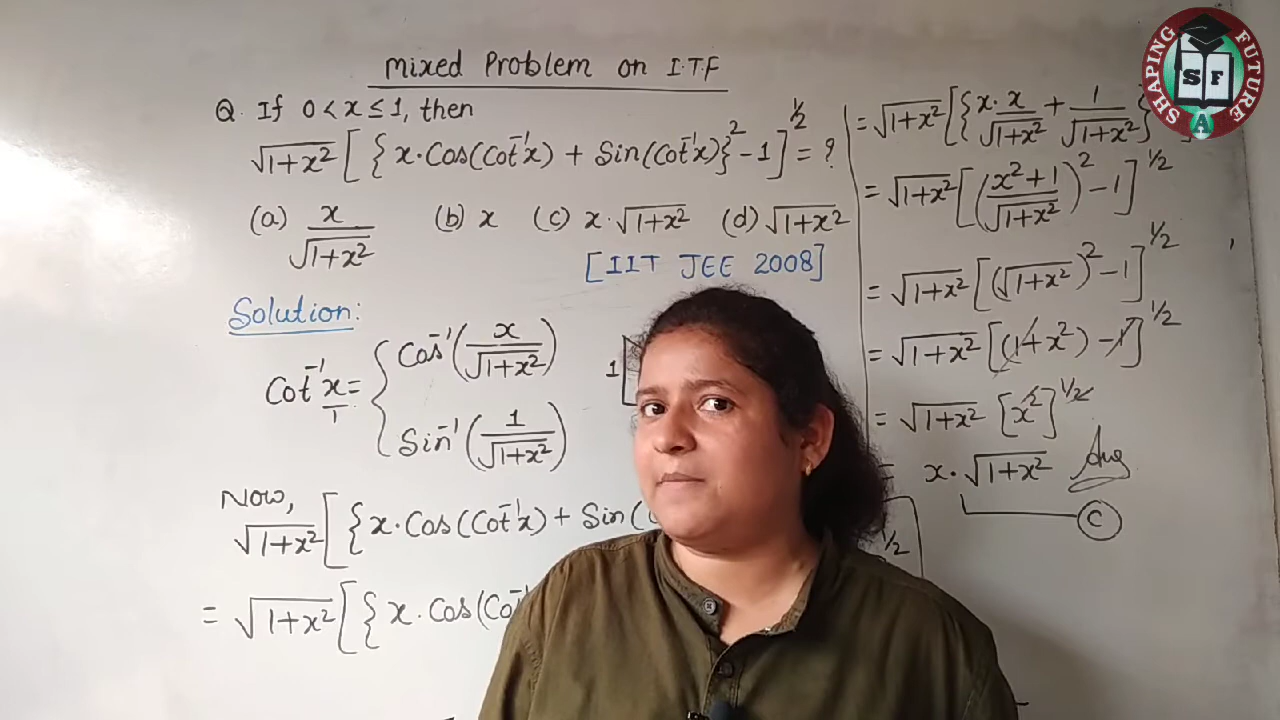 Mixed Problem on I.T.F
Q. If 0 < x ≤ 1, then
√(1+x²) [ { x·Cos(Cot⁻¹x) + Sin(Cot⁻¹x)}² - 1 ]^1/2 = ?
(a) x/√(1+x²) (b) x (c) x·√(1+x²) (d) √(1+x²)
[IIT JEE 2008]
Solution:
Cot⁻¹ x/1 = { Cos⁻¹(x/√(1+x²))
Sin⁻¹(1/√(1+x²))
1
Now,
√(1+x²) [ { x·Cos(Cot⁻¹x) + Sin(
1/2
= √(1+x²) [ { x·Cos(Cot⁻¹
= √(1+x²) [ { x·x/√(1+x²) + 1/√(1+x²) }
= √(1+x²) [ ( (x²+1)/√(1+x²) )² - 1 ]^1/2
= √(1+x²) [ (√(1+x²))² - 1 ]^1/2
= √(1+x²) [ (1+x²) - 1 ]^1/2
= √(1+x²) [x²]^1/2
= x·√(1+x²) Ans
(c)
SHAPING FUTURE
S F
A